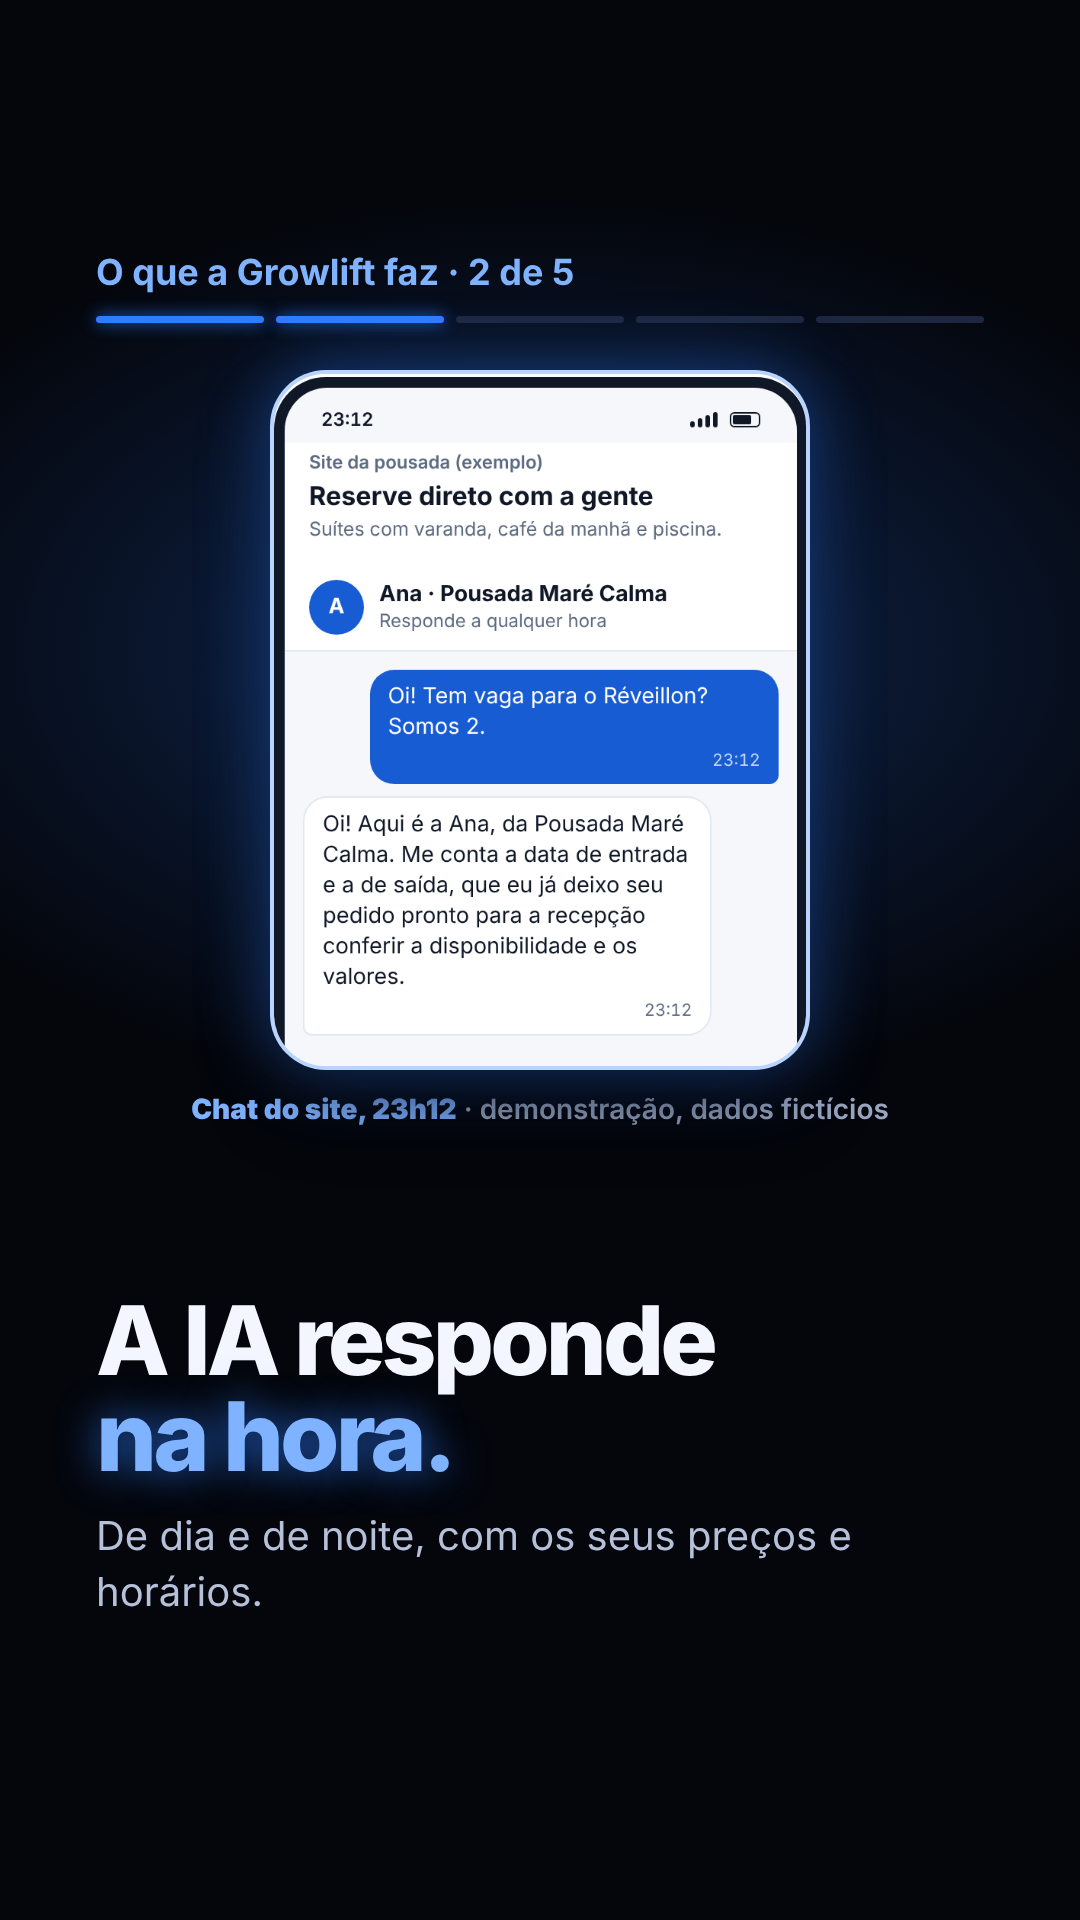 O que a Growlift faz · 2 de 5
23:12
Site da pousada (exemplo)
Reserve direto com a gente
Suítes com varanda, café da manhã e piscina.
A
Ana · Pousada Maré Calma
Responde a qualquer hora
Oi! Tem vaga para o Réveillon?
Somos 2.
23:12
Oi! Aqui é a Ana, da Pousada Maré
Calma. Me conta a data de entrada
e a de saída, que eu já deixo seu
pedido pronto para a recepção
conferir a disponibilidade e os
valores.
23:12
Chat do site, 23h12 · demonstração, dados fictícios
A IA responde
na hora.
De dia e de noite, com os seus preços e
horários.